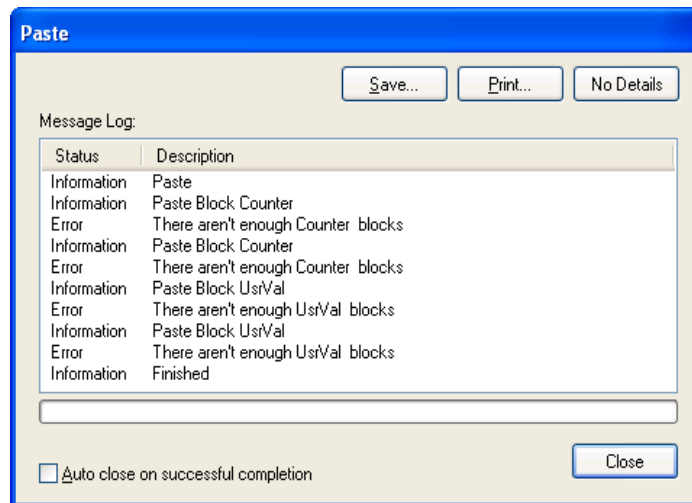 Paste
Save... Print... No Details
Message Log:
Status Description
Information Paste
Information Paste Block Counter
Error There aren't enough Counter blocks
Information Paste Block Counter
Error There aren't enough Counter blocks
Information Paste Block UsrVal
Error There aren't enough UsrVal blocks
Information Paste Block UsrVal
Error There aren't enough UsrVal blocks
Information Finished
Close
Auto close on successful completion